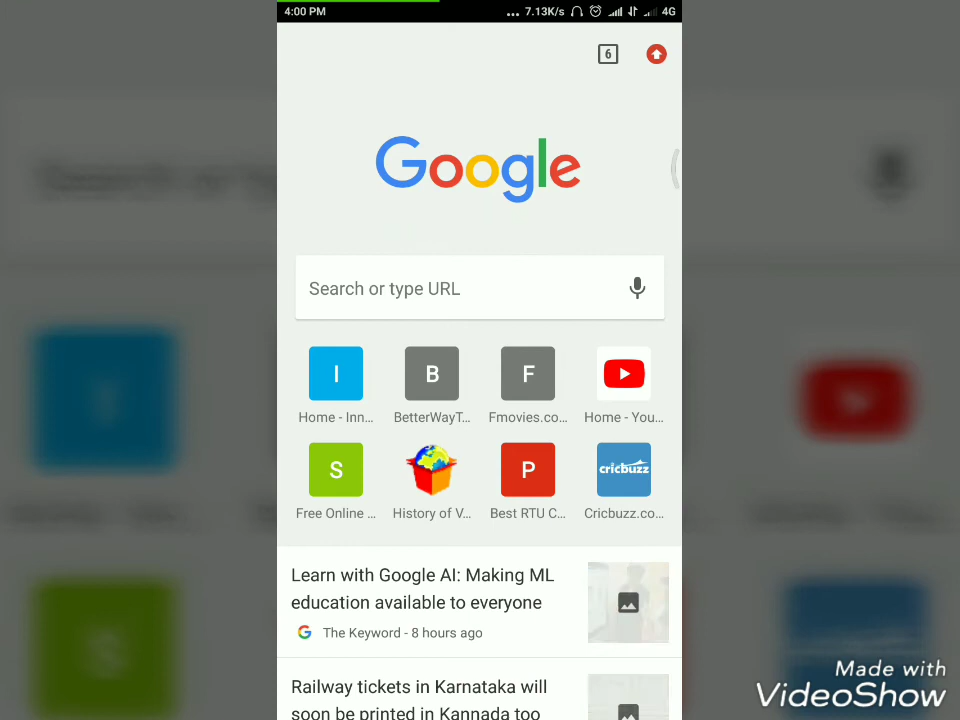 4:00 PM
... 7.13K/s 4G
6
Google
Search or type URL
I B F
Home - Inn... BetterWayT... Fmovies.co... Home - You...
S P cricbuzz
Free Online ... History of V... Best RTU C... Cricbuzz.co...
Learn with Google AI: Making ML
education available to everyone
G The Keyword - 8 hours ago
Railway tickets in Karnataka will
soon be printed in Kannada too
Made with
VideoShow